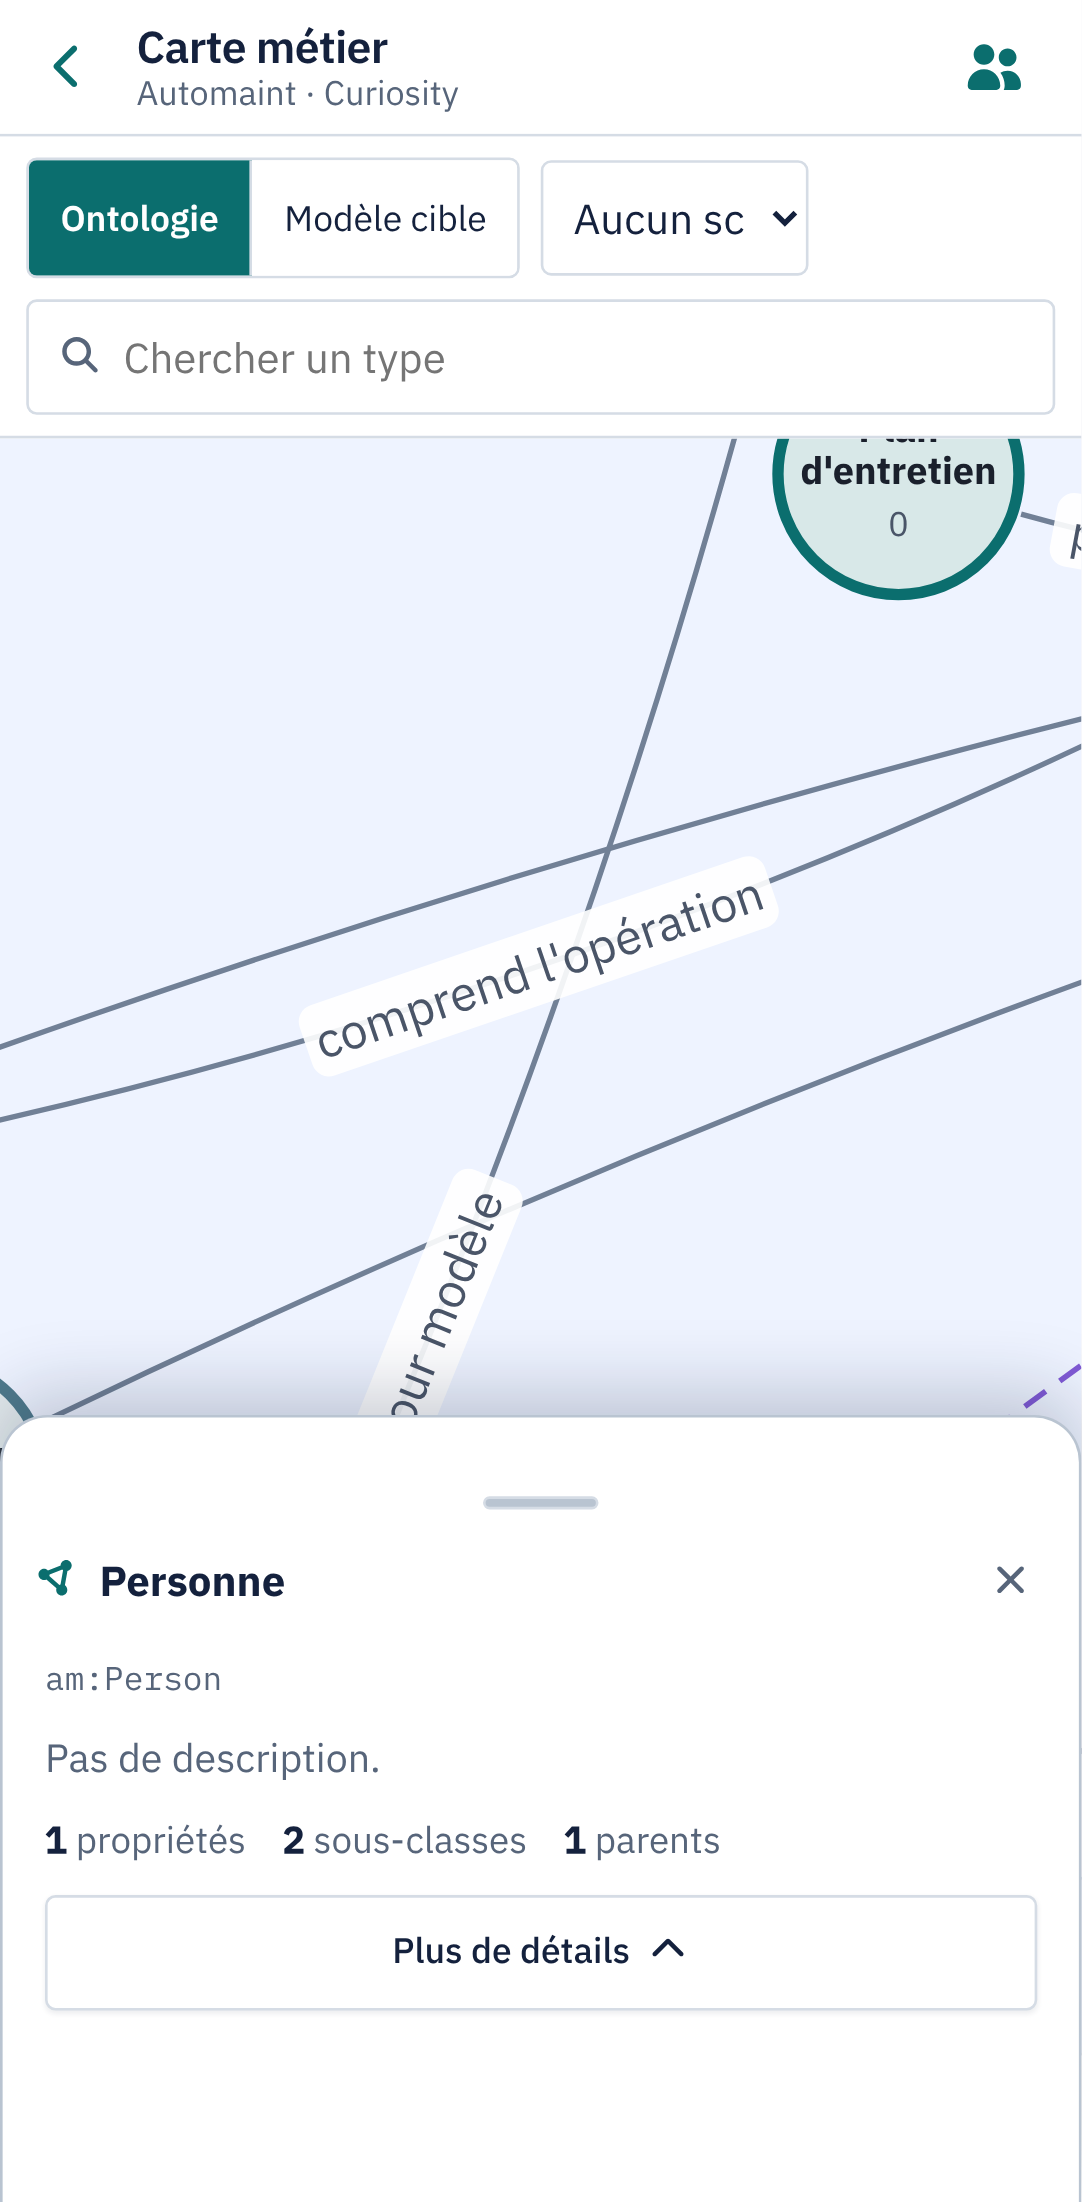 Carte métier
Automaint · Curiosity
Ontologie
Modèle cible
Aucun sc
Chercher un type
d'entretien
0
comprend l'opération
our modèle
Personne
am:Person
Pas de description.
1 propriétés 2 sous-classes 1 parents
Plus de détails